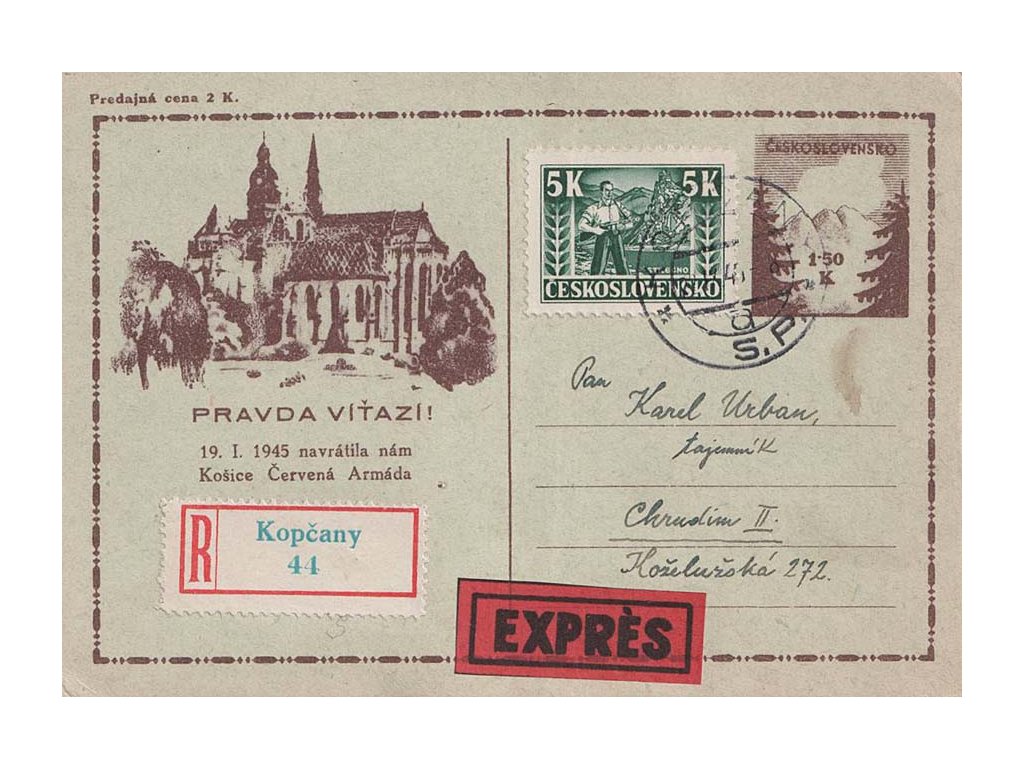 Predajná cena 2 K.
PRAVDA VÍŤAZÍ!
19. I. 1945 navrátila nám
Košice Červená Armáda
R
Kopčany
44
5K 5K
ČESKOSLOVENSKO
ČESKOSLOVENSKO
1·50
K
S.P.
Pan
Karel Urban,
tajemník
Chrudim II.
Koželužská 272.
EXPRÈS